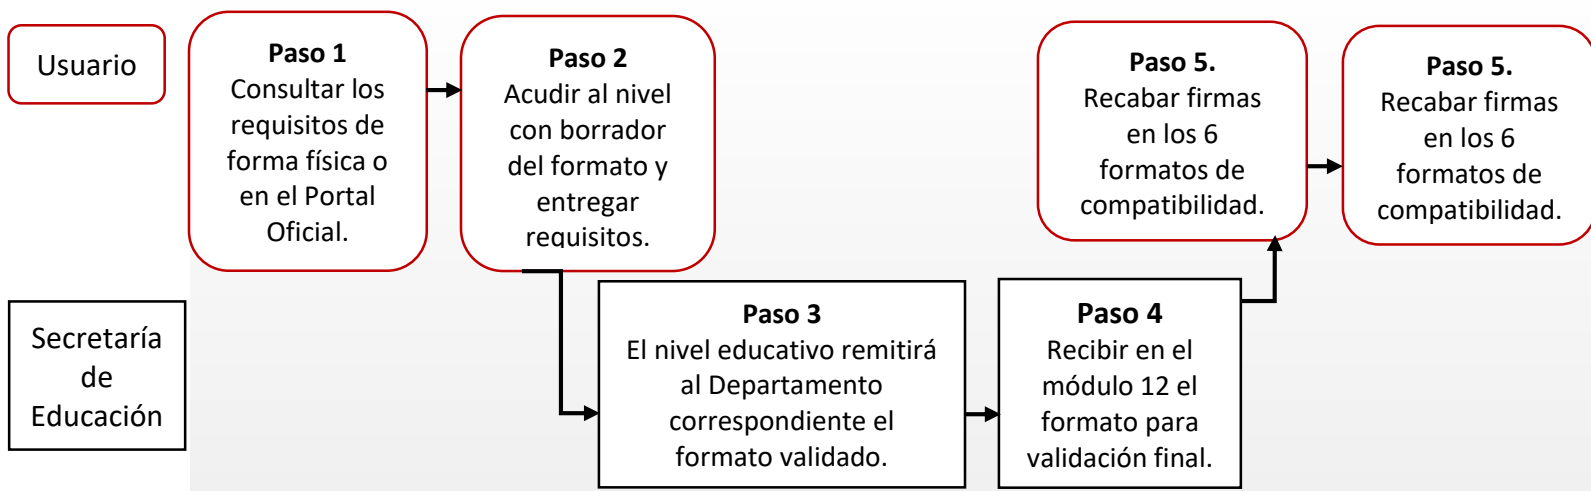 Usuario
Paso 1
Consultar los
requisitos de
forma física o
en el Portal
Oficial.
Paso 2
Acudir al nivel
con borrador
del formato y
entregar
requisitos.
Paso 5.
Recabar firmas
en los 6
formatos de
compatibilidad.
Paso 5.
Recabar firmas
en los 6
formatos de
compatibilidad.
Secretaría
de
Educación
Paso 3
El nivel educativo remitirá
al Departamento
correspondiente el
formato validado.
Paso 4
Recibir en el
módulo 12 el
formato para
validación final.